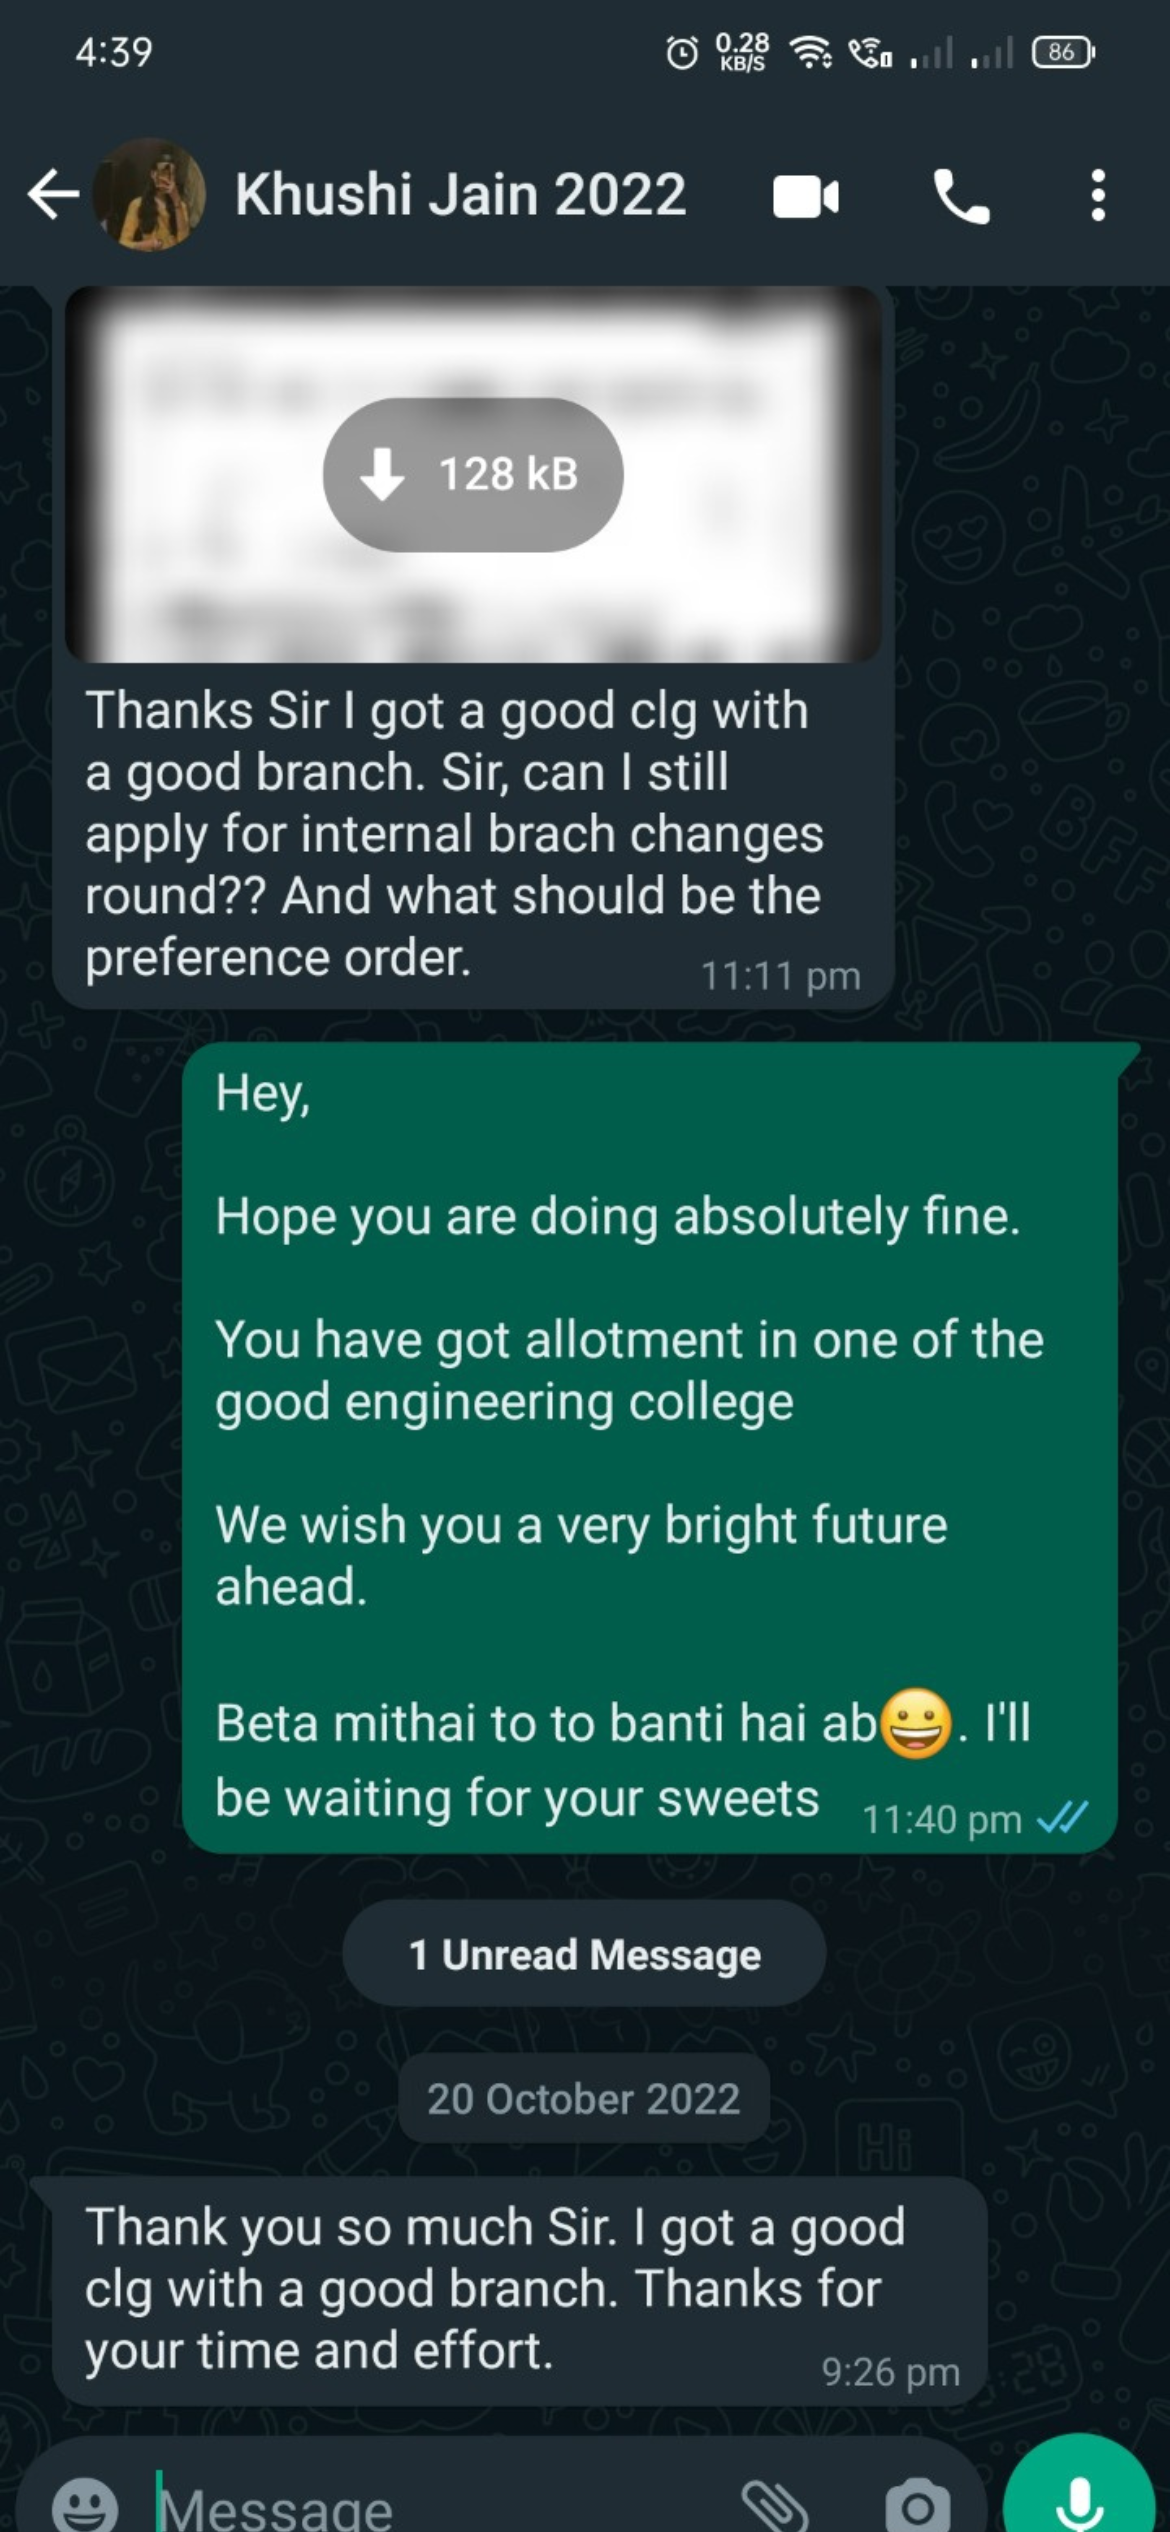 4:39 0.28 KB/S 86
Khushi Jain 2022
128 kB
Thanks Sir I got a good clg with
a good branch. Sir, can I still
apply for internal brach changes
round?? And what should be the
preference order. 11:11 pm
Hey,
Hope you are doing absolutely fine.
You have got allotment in one of the
good engineering college
We wish you a very bright future
ahead.
Beta mithai to to banti hai ab😀. I'll
be waiting for your sweets 11:40 pm
1 Unread Message
20 October 2022
Thank you so much Sir. I got a good
clg with a good branch. Thanks for
your time and effort. 9:26 pm
Message